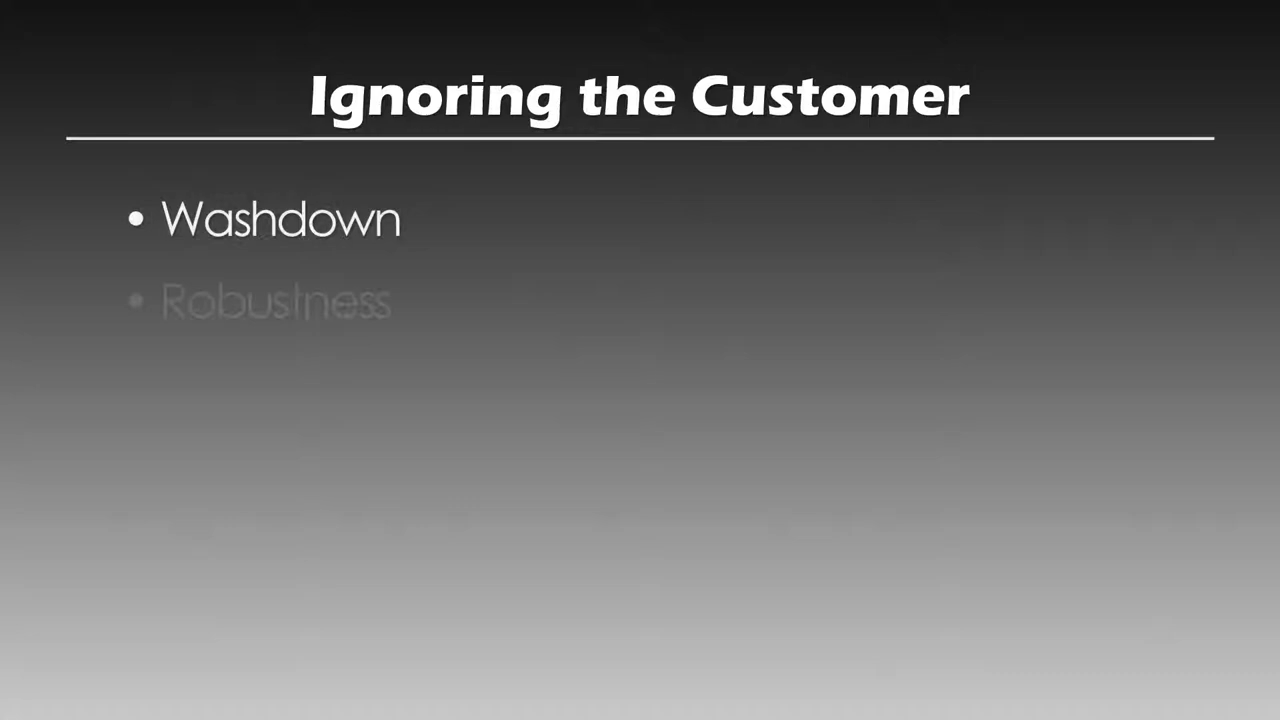 Ignoring the Customer
• Washdown
• Robustness